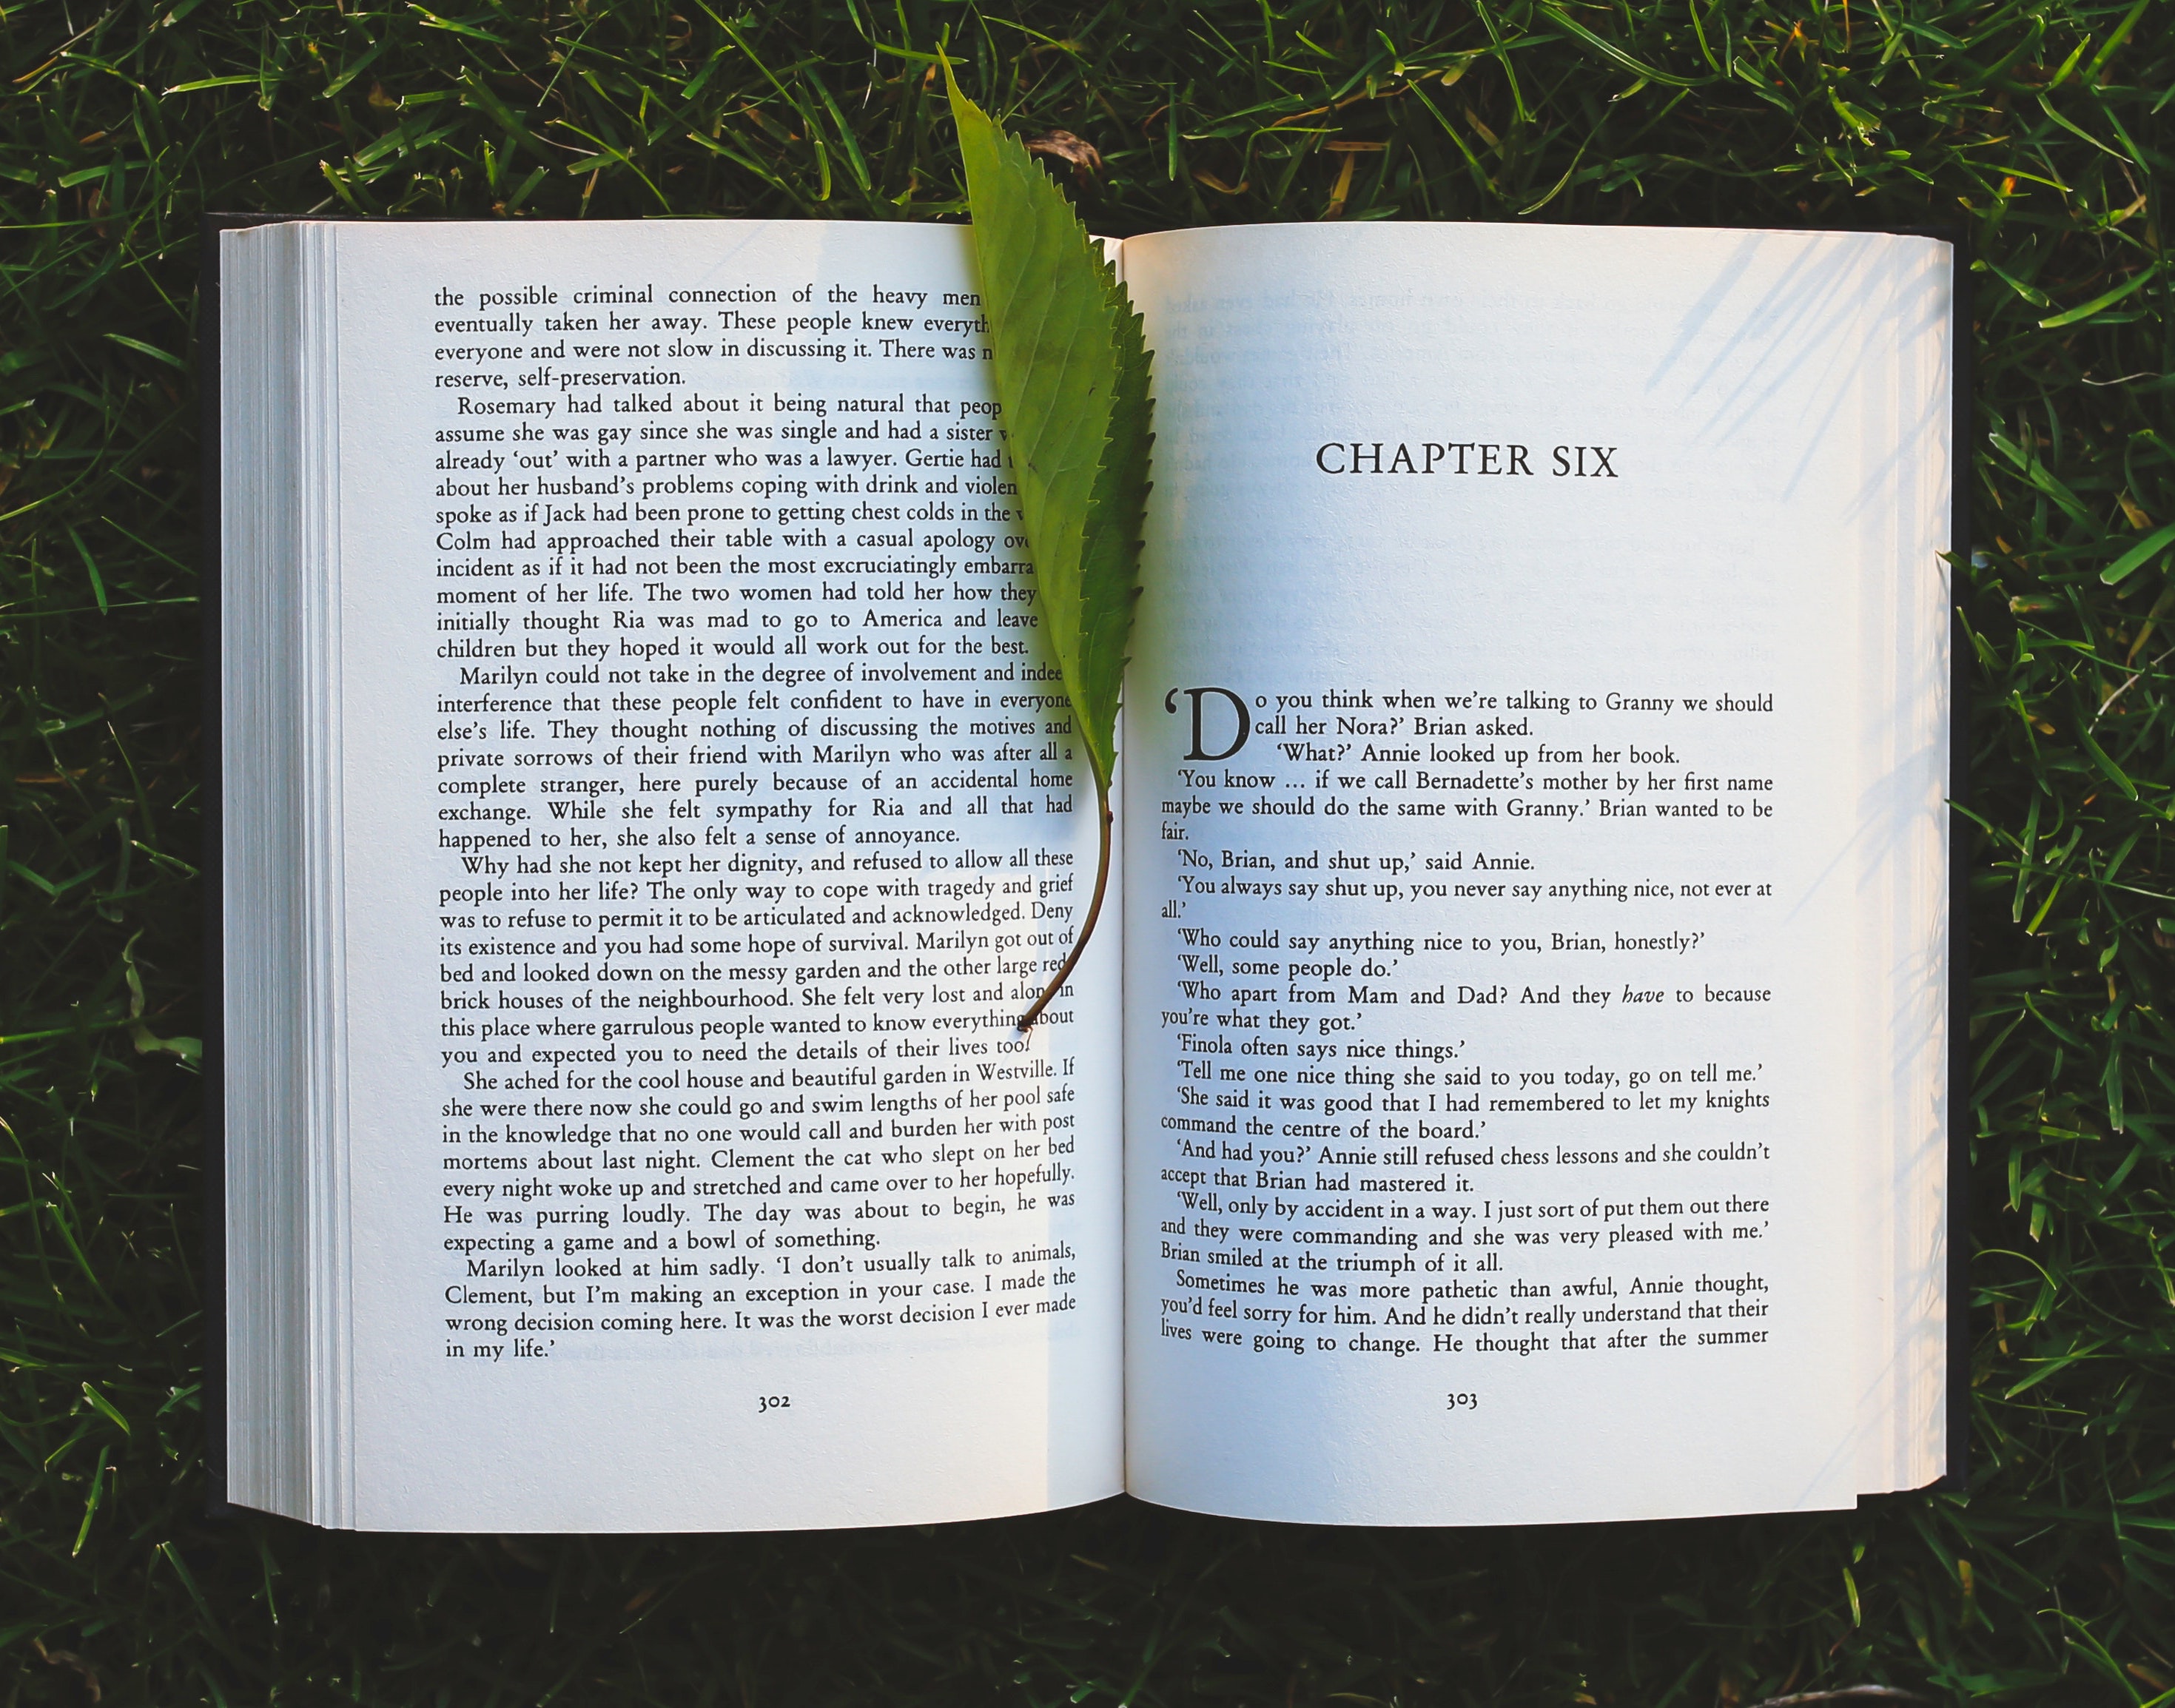 the possible criminal connection of the heavy men
eventually taken her away. These people knew
everyone and were not slow in discussing it. There was
reserve, self-preservation.
Rosemary had talked about it being natural that
assume she was gay since she was single and had a sister
already ‘out’ with a partner who was a lawyer. Gertie had
about her husband’s problems coping with drink and
spoke as if Jack had been prone to getting chest colds in the
Colm had approached their table with a casual apology
incident as if it had not been the most excruciatingly
moment of her life. The two women had told her how they
initially thought Ria was mad to go to America and leave
children but they hoped it would all work out for the best.
Marilyn could not take in the degree of involvement and indeed
interference that these people felt confident to have in everyone
else’s life. They thought nothing of discussing the motives and
private sorrows of their friend with Marilyn who was after all a
complete stranger, here purely because of an accidental home
exchange. While she felt sympathy for Ria and all that had
happened to her, she also felt a sense of annoyance.
Why had she not kept her dignity, and refused to allow all these
people into her life? The only way to cope with tragedy and grief
was to refuse to permit it to be articulated and acknowledged. Deny
its existence and you had some hope of survival. Marilyn got out of
bed and looked down on the messy garden and the other large red
brick houses of the neighbourhood. She felt very lost and alone in
this place where garrulous people wanted to know everything about
you and expected you to need the details of their lives too.
She ached for the cool house and beautiful garden in Westville. If
she were there now she could go and swim lengths of her pool safe
in the knowledge that no one would call and burden her with post
mortems about last night. Clement the cat who slept on her bed
every night woke up and stretched and came over to her hopefully.
He was purring loudly. The day was about to begin, he was
expecting a game and a bowl of something.
Marilyn looked at him sadly. ‘I don’t usually talk to animals,
Clement, but I’m making an exception in your case. I made the
wrong decision coming here. It was the worst decision I ever made
in my life.’
302
CHAPTER SIX
‘Do you think when we’re talking to Granny we should
call her Nora?’ Brian asked.
‘What?’ Annie looked up from her book.
‘You know ... if we call Bernadette’s mother by her first name
maybe we should do the same with Granny.’ Brian wanted to be
fair.
‘No, Brian, and shut up,’ said Annie.
‘You always say shut up, you never say anything nice, not ever at
all.’
‘Who could say anything nice to you, Brian, honestly?’
‘Well, some people do.’
‘Who apart from Mam and Dad? And they have to because
you’re what they got.’
‘Finola often says nice things.’
‘Tell me one nice thing she said to you today, go on tell me.’
‘She said it was good that I had remembered to let my knights
command the centre of the board.’
‘And had you?’ Annie still refused chess lessons and she couldn’t
accept that Brian had mastered it.
‘Well, only by accident in a way. I just sort of put them out there
and they were commanding and she was very pleased with me.’
Brian smiled at the triumph of it all.
Sometimes he was more pathetic than awful, Annie thought,
you’d feel sorry for him. And he didn’t really understand that their
lives were going to change. He thought that after the summer
303